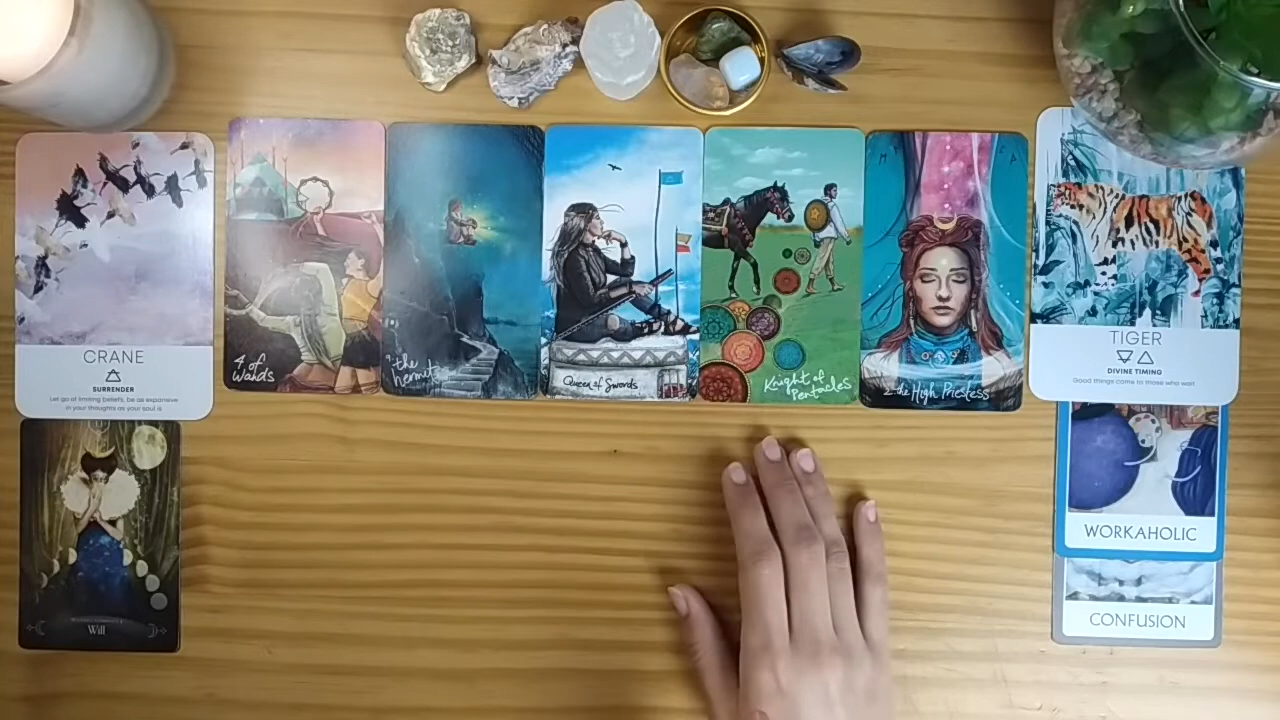 CRANE
SURRENDER
Let go of limiting beliefs, be as expansive
in your thoughts as your soul is
4 of
Wands
9 the
hermit
Queen of Swords
Knight of
Pentacles
2 the High Priestess
TIGER
DIVINE TIMING
Good things come to those who wait
WORKAHOLIC
CONFUSION
Will